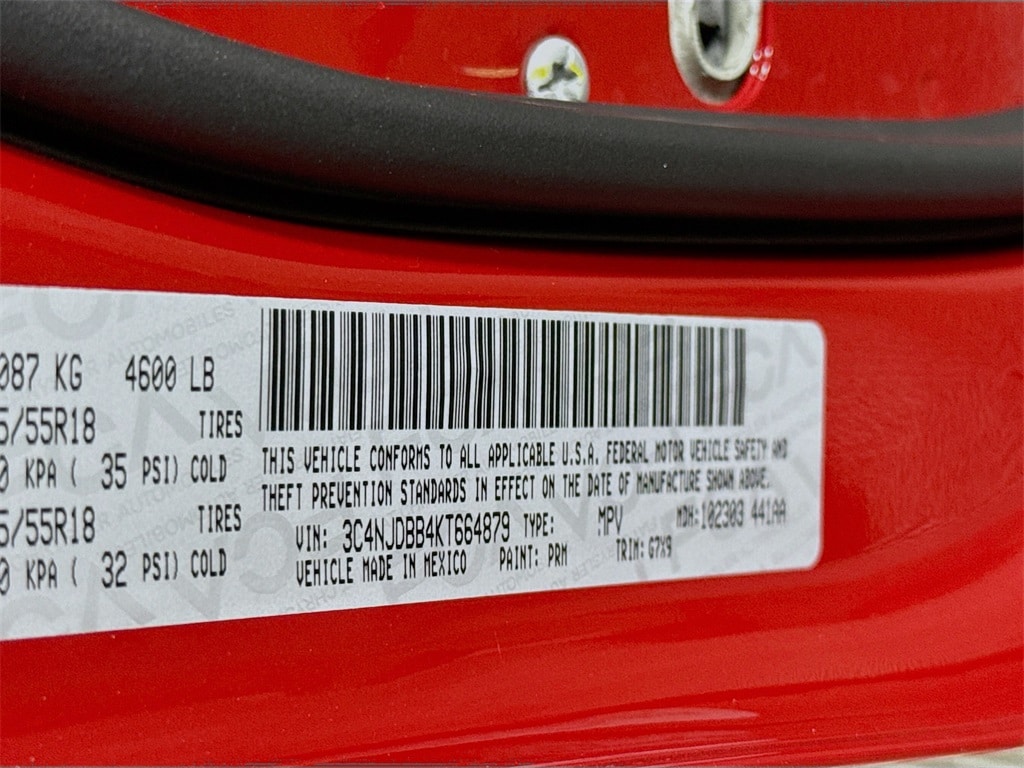 087 KG 4600 LB
5/55R18 TIRES
0 KPA ( 35 PSI) COLD
5/55R18 TIRES
0 KPA ( 32 PSI) COLD
THIS VEHICLE CONFORMS TO ALL APPLICABLE U.S.A. FEDERAL MOTOR VEHICLE SAFETY AND
THEFT PREVENTION STANDARDS IN EFFECT ON THE DATE OF MANUFACTURE SHOWN ABOVE.
VIN: 3C4NJDBB4KT664879 TYPE: MPV MDH:102303 441AA
VEHICLE MADE IN MEXICO PAINT: PRM TRIM: G7X9